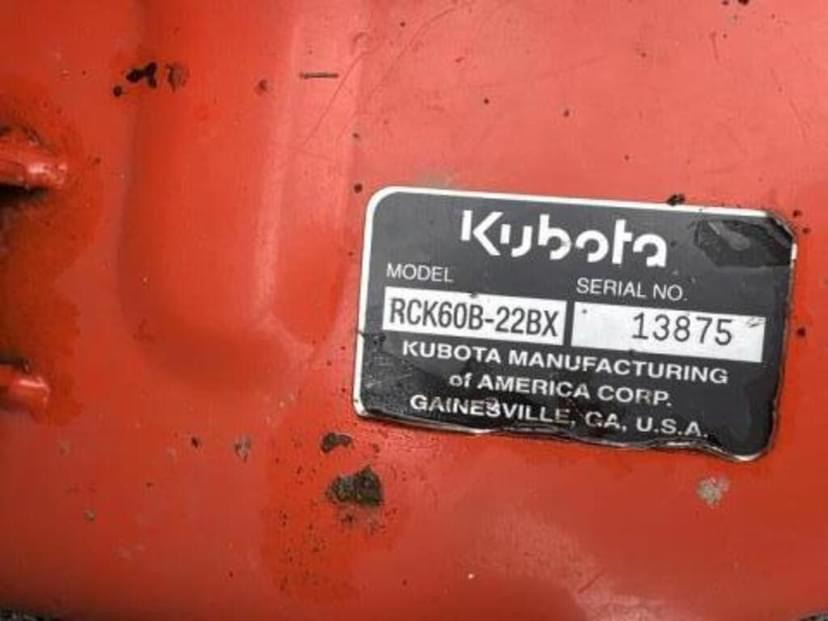 Kubota
MODEL SERIAL NO.
RCK60B-22BX 13875
KUBOTA MANUFACTURING
of AMERICA CORP.
GAINESVILLE, GA, U.S.A.